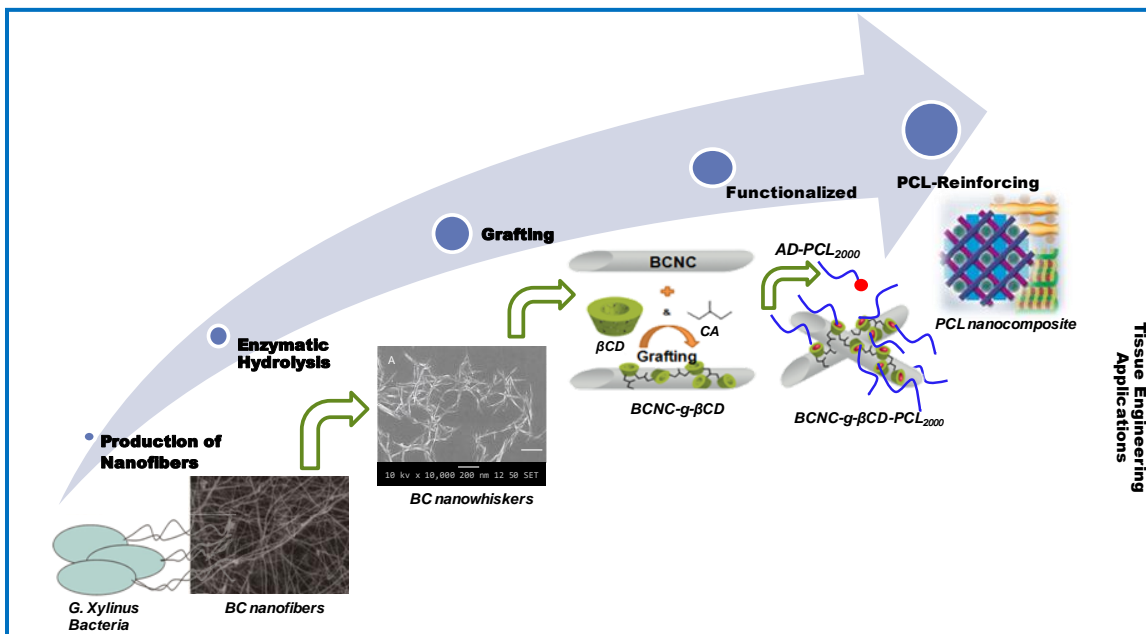 Production of
Nanofibers
G. Xylinus
Bacteria
BC nanofibers
Enzymatic
Hydrolysis
A
10 kv x 10,000 200 nm 12 50 SET
BC nanowhiskers
Grafting
BCNC
&
βCD
CA
Grafting
BCNC-g-βCD
Functionalized
AD-PCL2000
BCNC-g-βCD-PCL2000
PCL-Reinforcing
PCL nanocomposite
Tissue Engineering
Applications